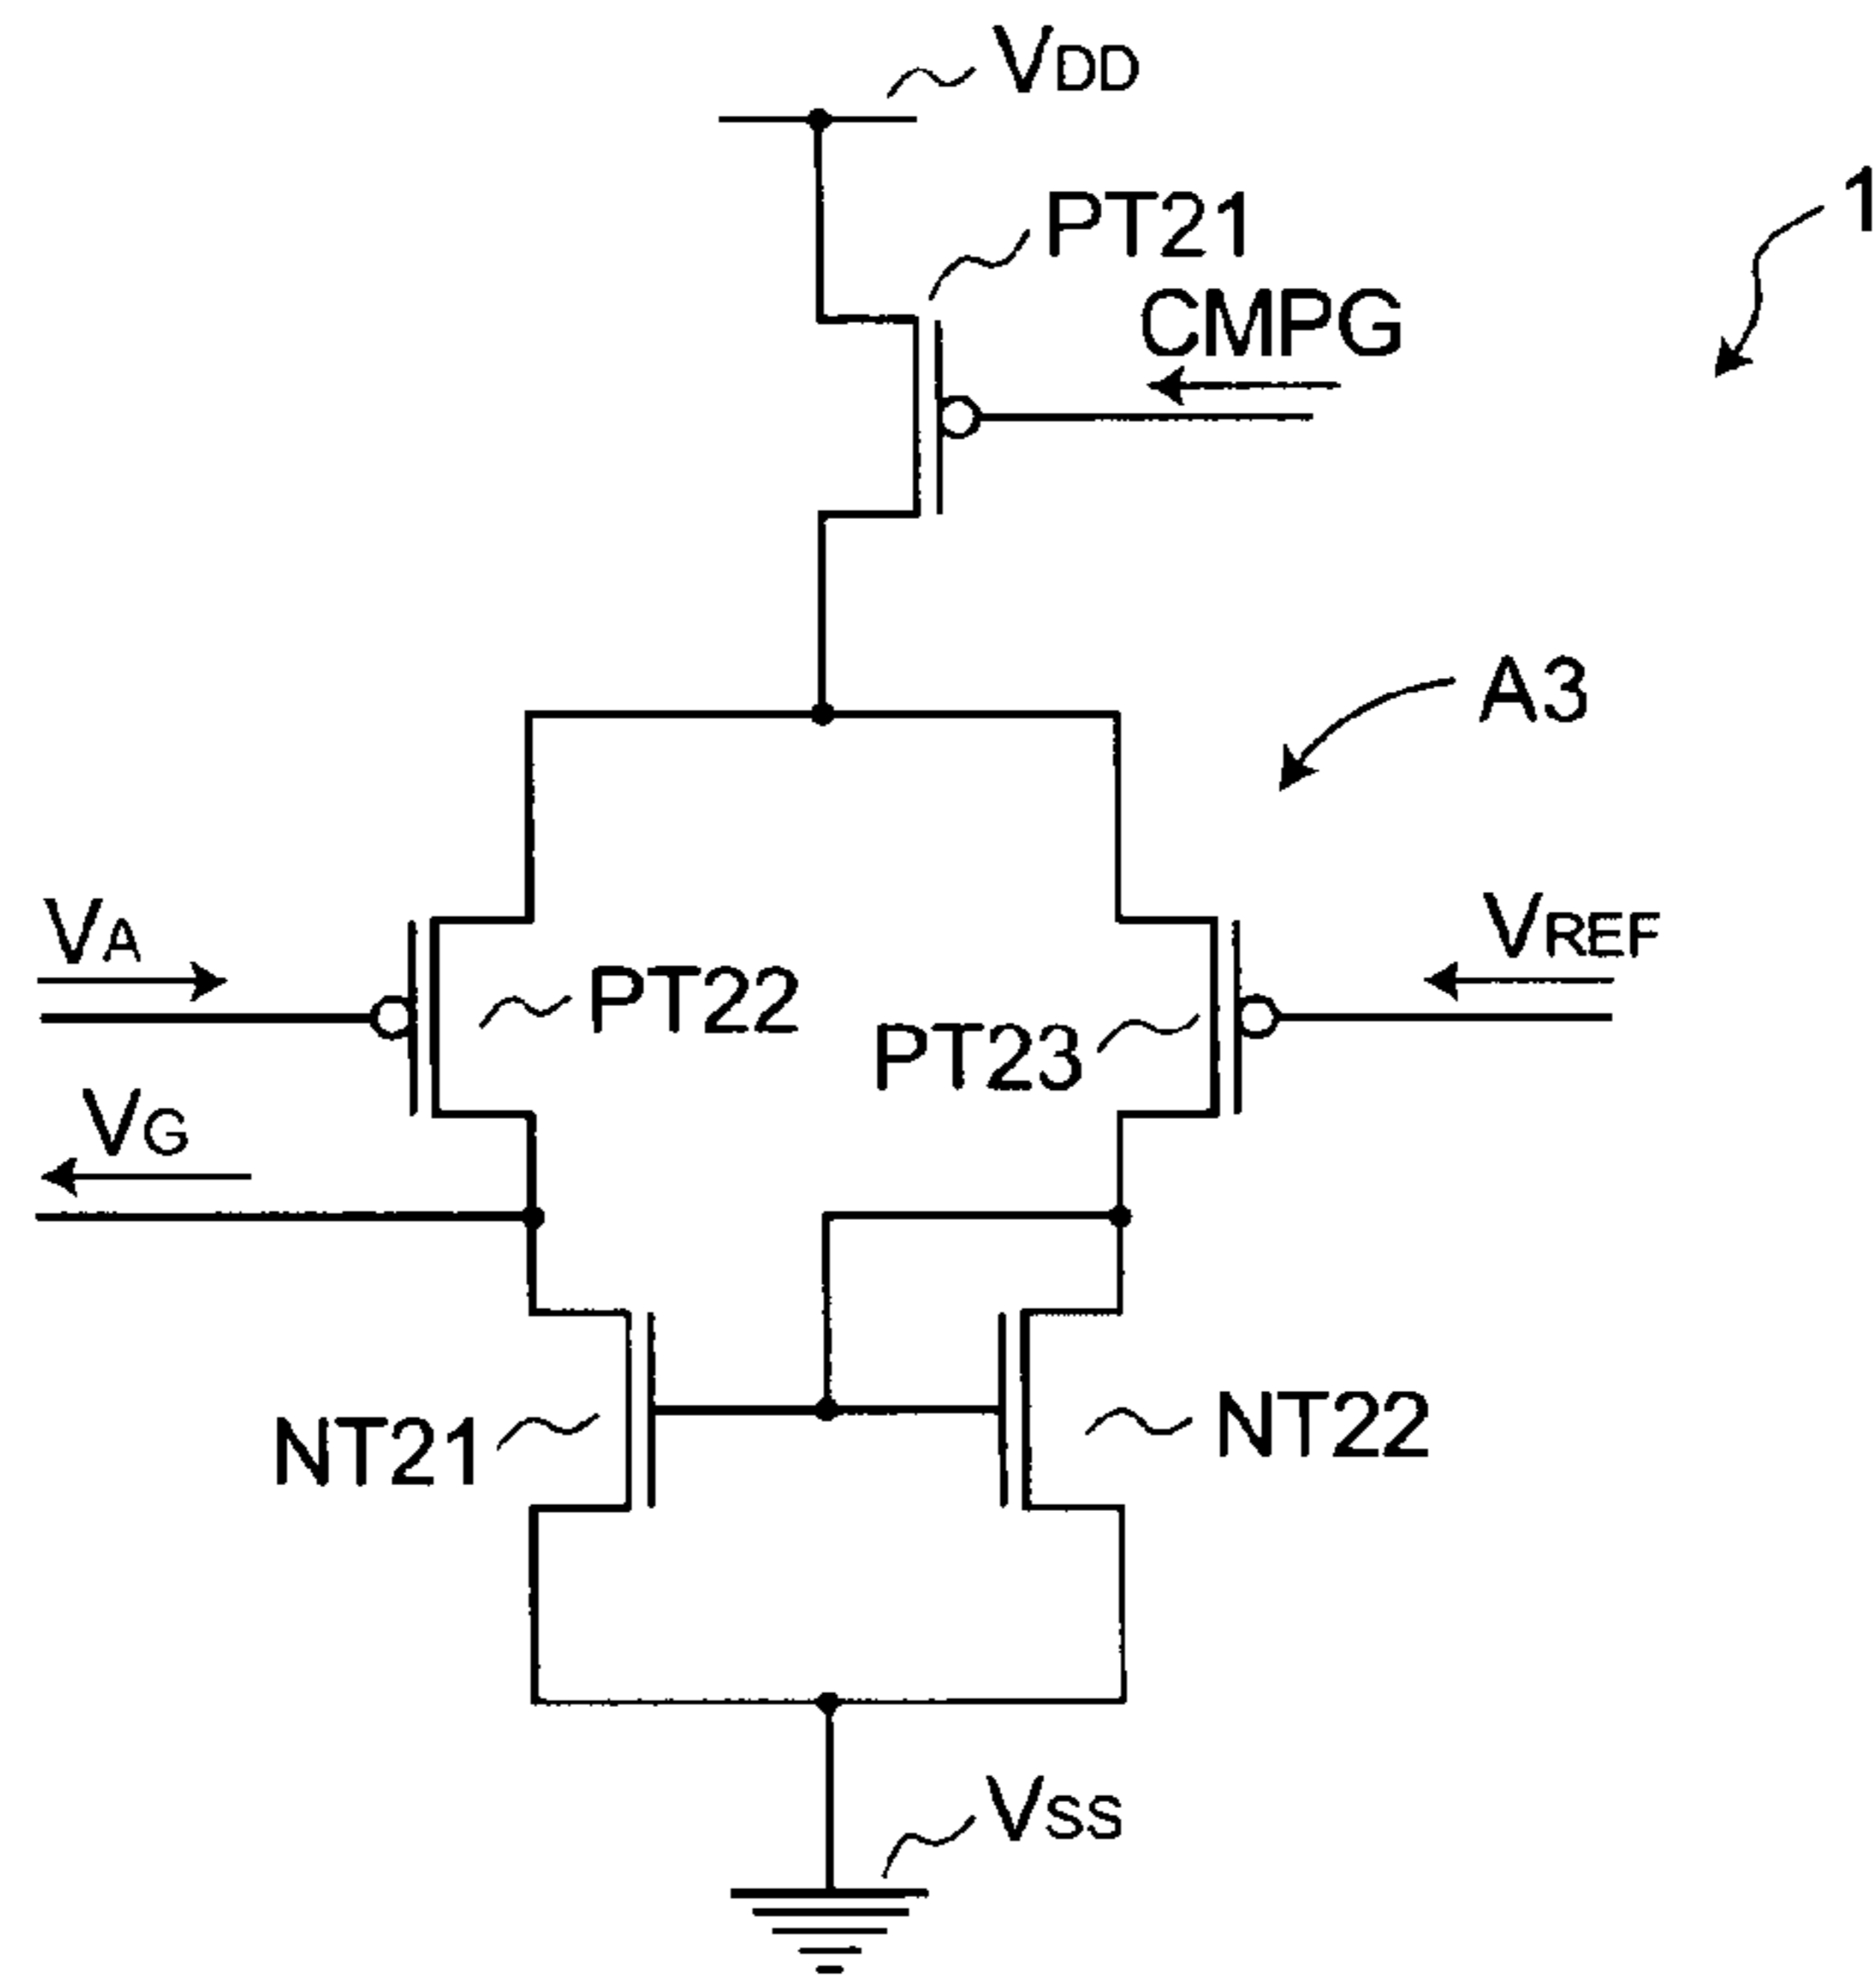 VDD
1
PT21
CMPG
A3
VA
VREF
PT22
PT23
VG
NT21
NT22
VSS